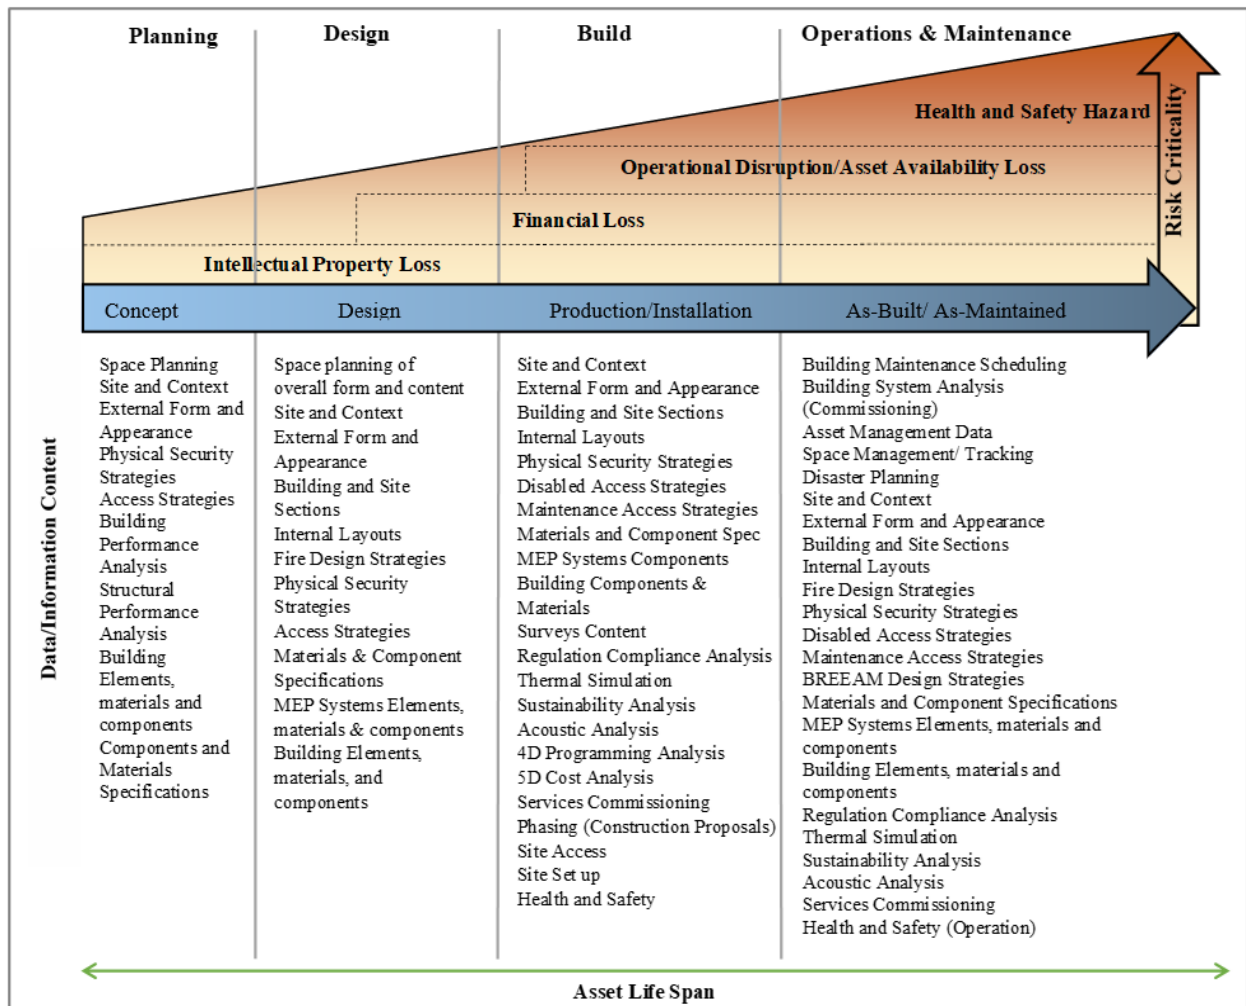 Planning
Design
Build
Operations & Maintenance
Health and Safety Hazard
Operational Disruption/Asset Availability Loss
Financial Loss
Intellectual Property Loss
Risk Criticality
Concept
Design
Production/Installation
As-Built/ As-Maintained
Data/Information Content
Space Planning
Site and Context
External Form and
Appearance
Physical Security
Strategies
Access Strategies
Building
Performance
Analysis
Structural
Performance
Analysis
Building
Elements,
materials and
components
Components and
Materials
Specifications
Space planning of
overall form and content
Site and Context
External Form and
Appearance
Building and Site
Sections
Internal Layouts
Fire Design Strategies
Physical Security
Strategies
Access Strategies
Materials & Component
Specifications
MEP Systems Elements,
materials & components
Building Elements,
materials, and
components
Site and Context
External Form and Appearance
Building and Site Sections
Internal Layouts
Physical Security Strategies
Disabled Access Strategies
Maintenance Access Strategies
Materials and Component Spec
MEP Systems Components
Building Components &
Materials
Surveys Content
Regulation Compliance Analysis
Thermal Simulation
Sustainability Analysis
Acoustic Analysis
4D Programming Analysis
5D Cost Analysis
Services Commissioning
Phasing (Construction Proposals)
Site Access
Site Set up
Health and Safety
Building Maintenance Scheduling
Building System Analysis
(Commissioning)
Asset Management Data
Space Management/ Tracking
Disaster Planning
Site and Context
External Form and Appearance
Building and Site Sections
Internal Layouts
Fire Design Strategies
Physical Security Strategies
Disabled Access Strategies
Maintenance Access Strategies
BREEAM Design Strategies
Materials and Component Specifications
MEP Systems Elements, materials and
components
Building Elements, materials and
components
Regulation Compliance Analysis
Thermal Simulation
Sustainability Analysis
Acoustic Analysis
Services Commissioning
Health and Safety (Operation)
Asset Life Span